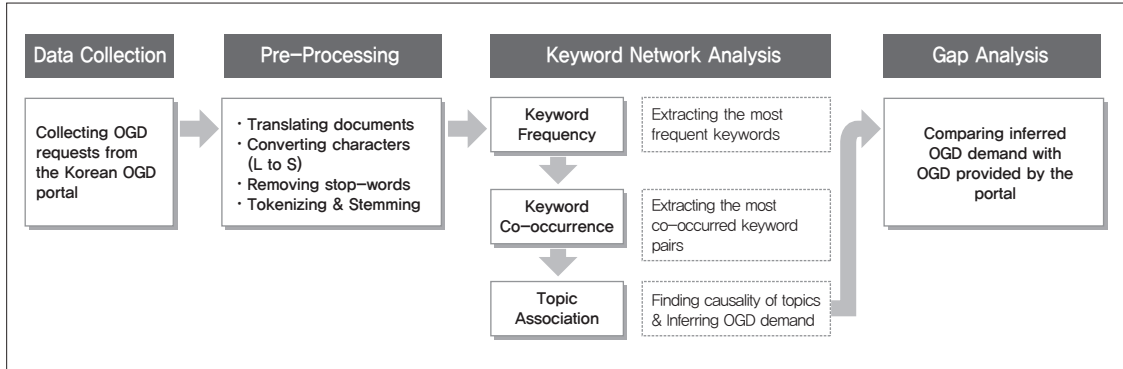 Data Collection
Pre-Processing
Keyword Network Analysis
Gap Analysis
Collecting OGD
requests from
the Korean OGD
portal
· Translating documents
· Converting characters
(L to S)
· Removing stop-words
· Tokenizing & Stemming
Keyword
Frequency
Extracting the most
frequent keywords
Keyword
Co-occurrence
Extracting the most
co-occurred keyword
pairs
Topic
Association
Finding causality of topics
& Inferring OGD demand
Comparing inferred
OGD demand with
OGD provided by the
portal